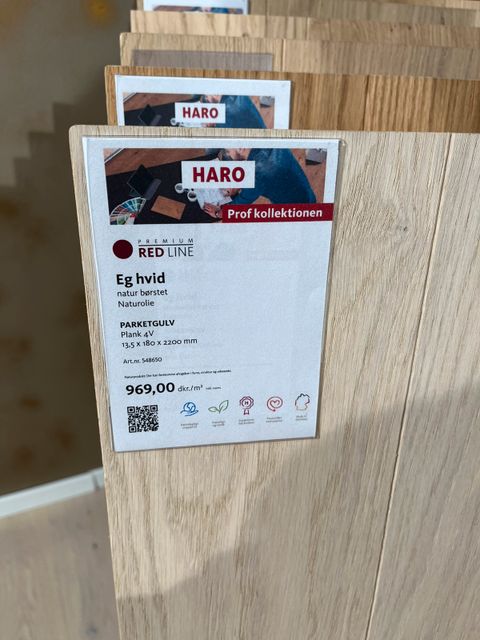 HARO
HARO
Prof kollektionen
PREMIUM
RED LINE
Eg hvid
natur børstet
Naturolie
PARKETGULV
Plank 4V
13,5 x 180 x 2200 mm
Art.nr. 548650
969,00 dkr./m²